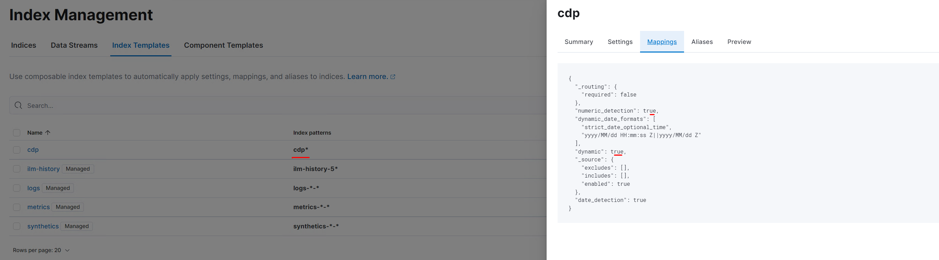 Index Management
Indices
Data Streams
Index Templates
Component Templates
Use composable index templates to automatically apply settings, mappings, and aliases to indices. Learn more.
Search...
Name
Index patterns
cdp
cdp*
ilm-history Managed
ilm-history-5*
logs Managed
logs-*-*
metrics Managed
metrics-*-*
synthetics Managed
synthetics-*-*
Rows per page: 20
cdp
Summary
Settings
Mappings
Aliases
Preview
{
"_routing": {
"required": false
},
"numeric_detection": true,
"dynamic_date_formats": [
"strict_date_optional_time",
"yyyy/MM/dd HH:mm:ss Z||yyyy/MM/dd Z"
],
"dynamic": true,
"_source": {
"excludes": [],
"includes": [],
"enabled": true
},
"date_detection": true
}